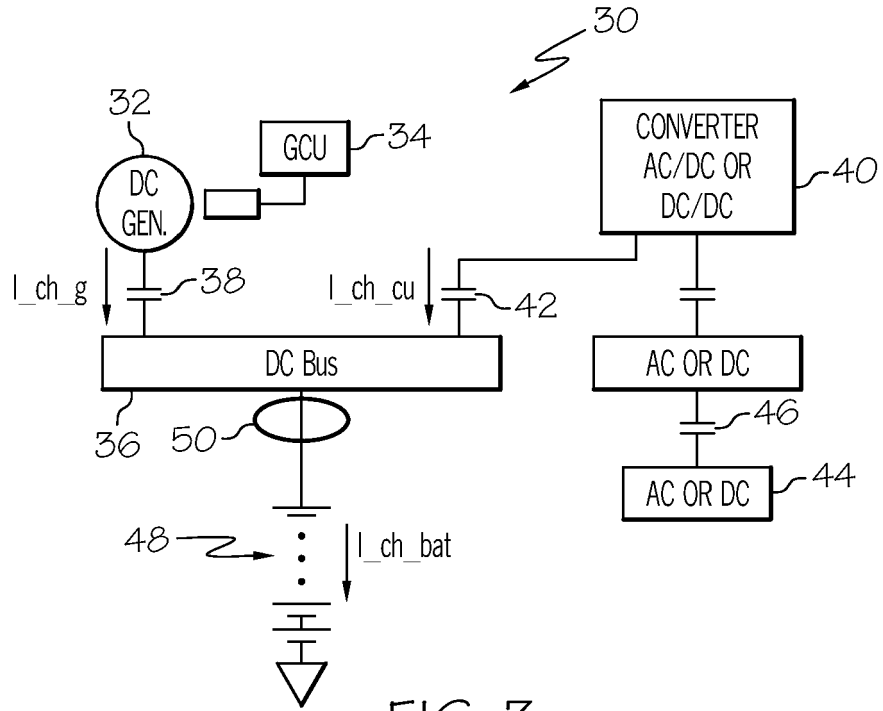 30
32
GCU
34
DC
GEN.
CONVERTER
AC/DC OR
DC/DC
40
I_ch_g
38
I_ch_cu
42
DC Bus
36
AC OR DC
50
46
AC OR DC
44
48
I_ch_bat